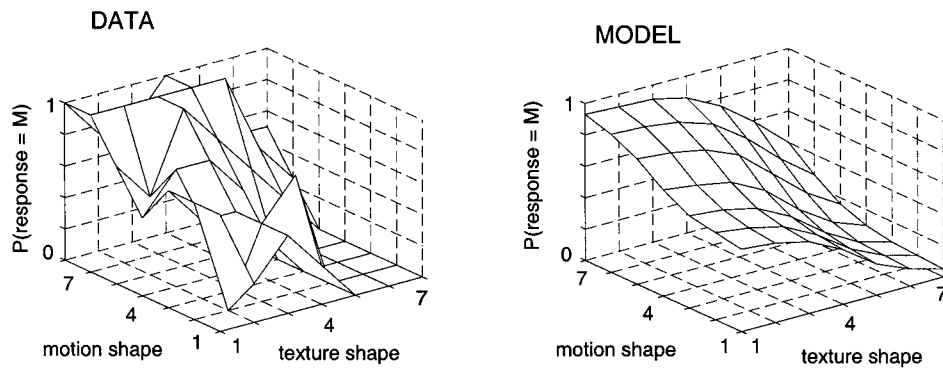 DATA
1
P(response = M)
0
7
4
1
motion shape
1
4
7
texture shape
MODEL
1
P(response = M)
0
7
4
1
motion shape
1
4
7
texture shape